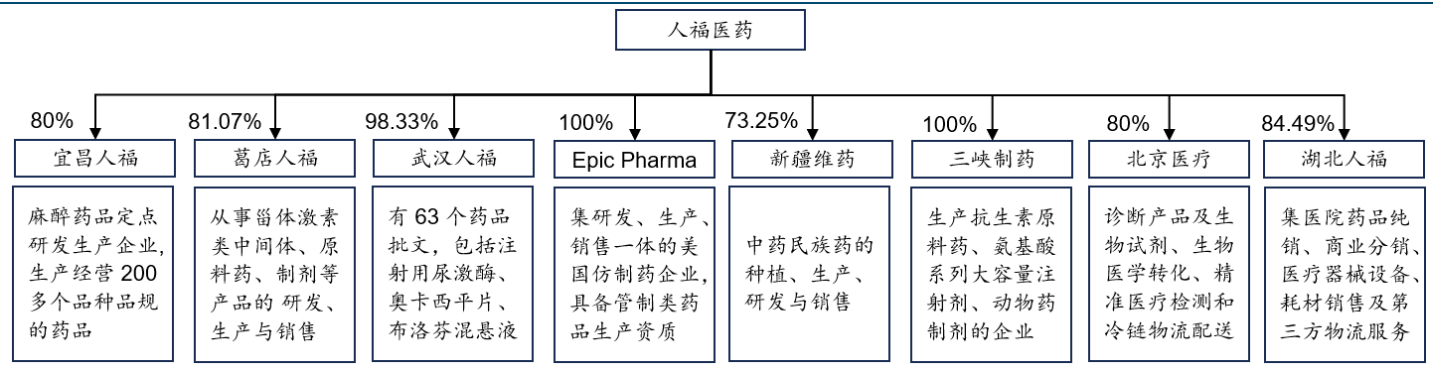 人福医药
80%
81.07%
98.33%
100%
73.25%
100%
80%
84.49%
宜昌人福
葛店人福
武汉人福
Epic Pharma
新疆维药
三峡制药
北京医疗
湖北人福
麻醉药品定点
研发生产企业,
生产经营 200
多个品种品规
的药品
从事甾体激素
类中间体、原
料药、制剂等
产品的 研发、
生产与销售
有 63 个药品
批文，包括注
射用尿激酶、
奥卡西平片、
布洛芬混悬液
集研发、生产、
销售一体的美
国仿制药企业,
具备管制类药
品生产资质
中药民族药的
种植、生产、
研发与销售
生产抗生素原
料药、氨基酸
系列大容量注
射剂、动物药
制剂的企业
诊断产品及生
物试剂、生物
医学转化、精
准医疗检测和
冷链物流配送
集医院药品纯
销、商业分销、
医疗器械设备、
耗材销售及第
三方物流服务